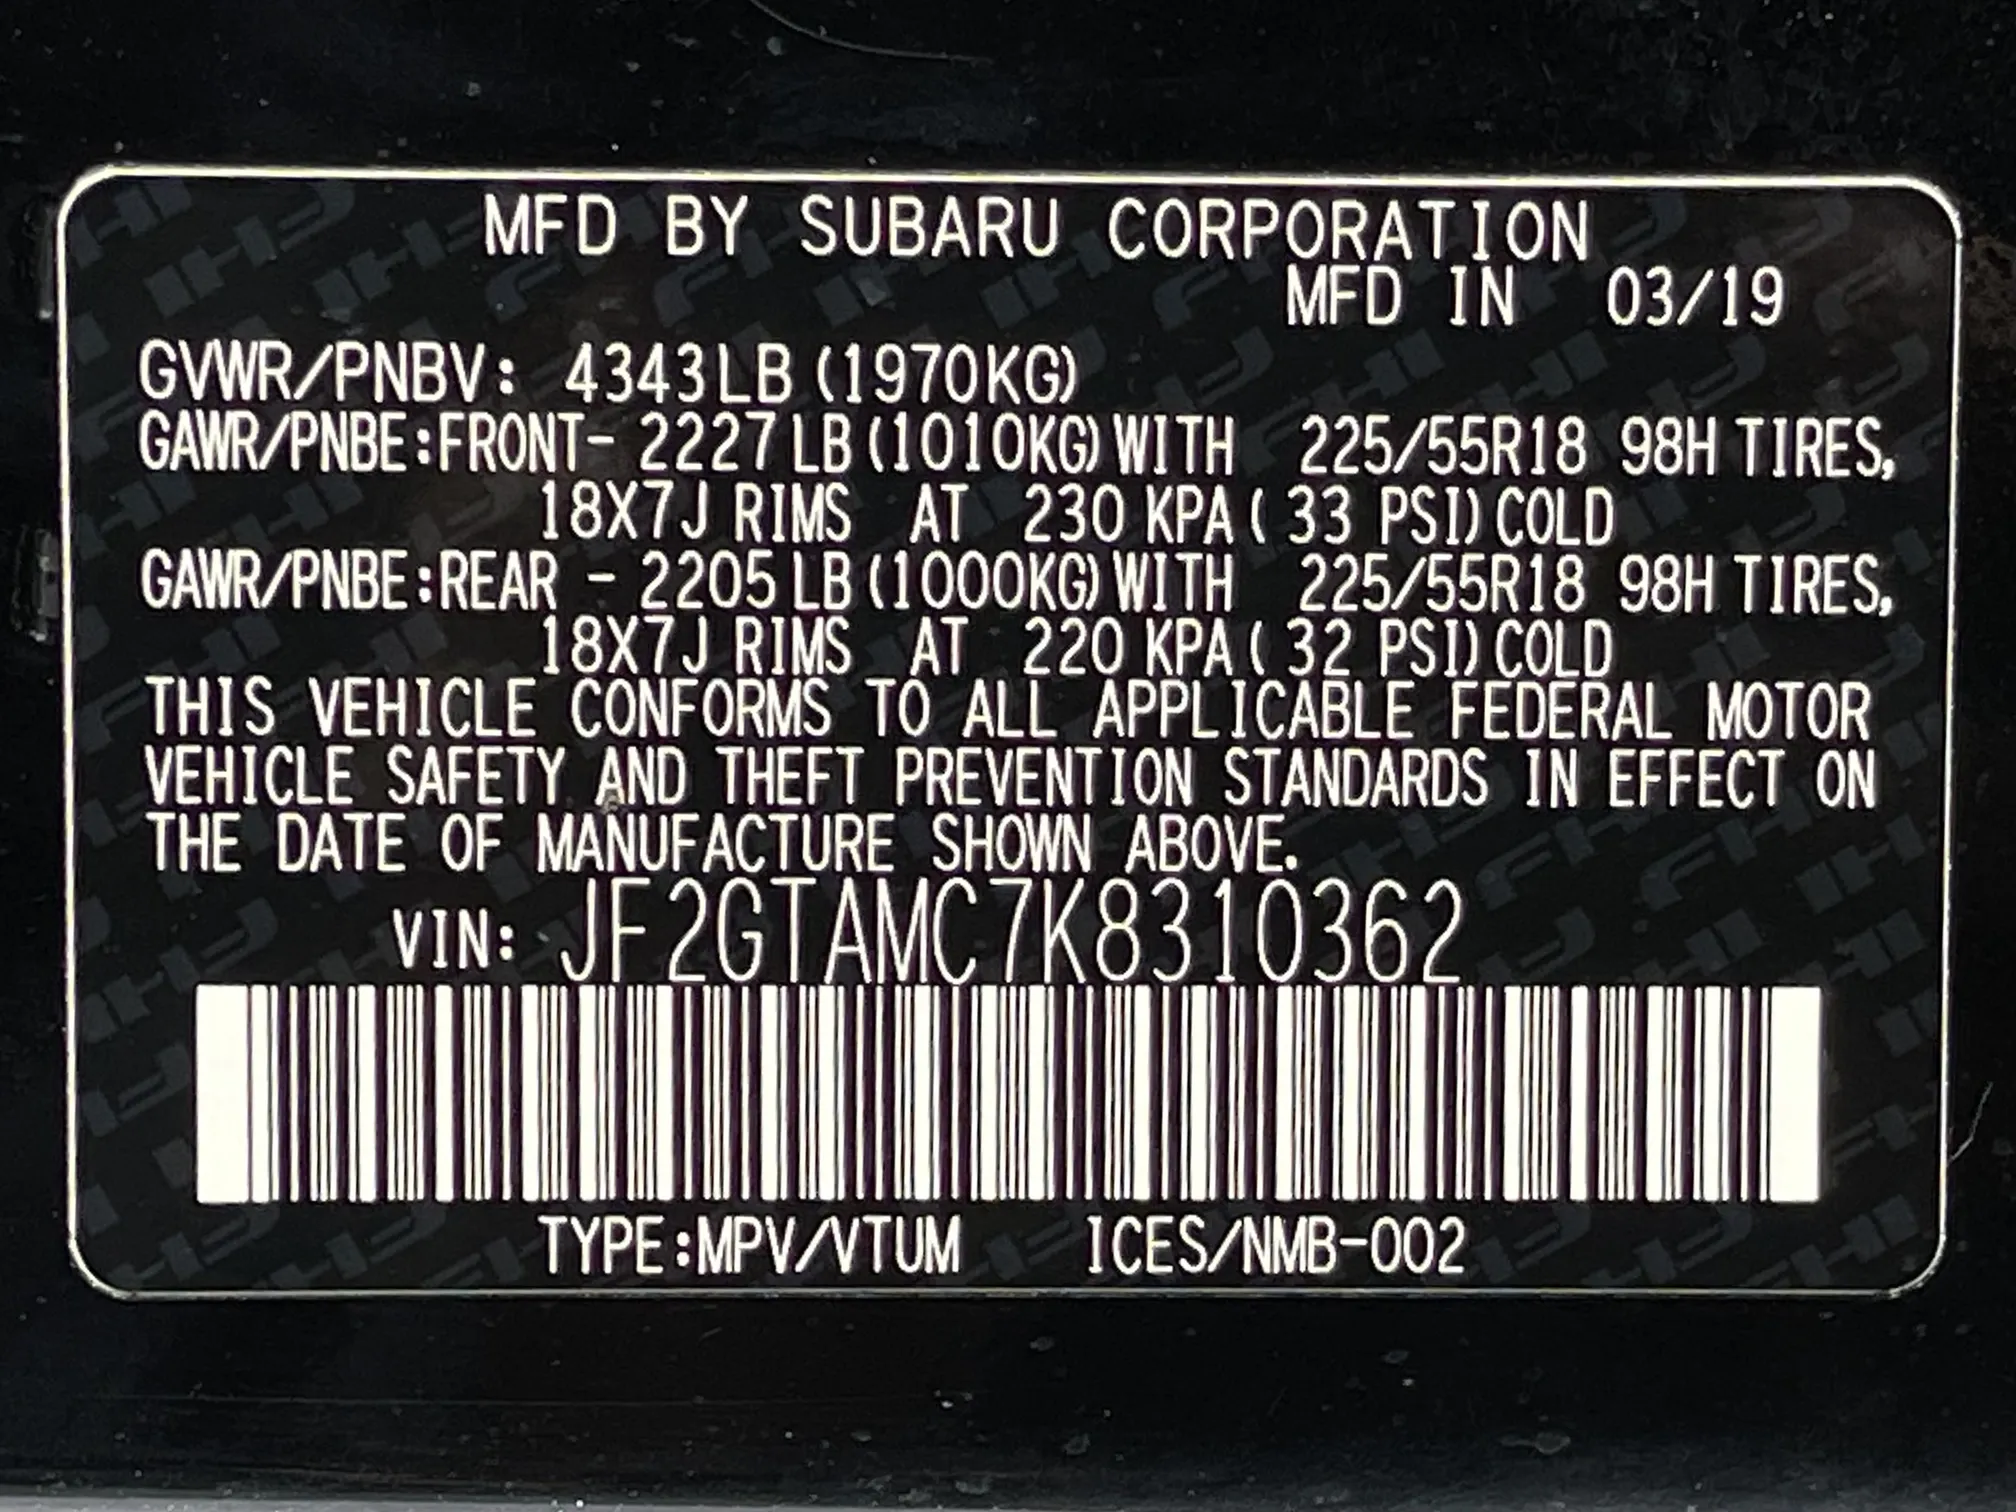 MFD BY SUBARU CORPORATION
MFD IN 03/19
GVWR/PNBV: 4343LB (1970KG)
GAWR/PNBE:FRONT- 2227 LB (1010KG) WITH 225/55R18 98H TIRES,
18X7J RIMS AT 230 KPA ( 33 PSI) COLD
GAWR/PNBE:REAR - 2205 LB (1000KG) WITH 225/55R18 98H TIRES,
18X7J RIMS AT 220 KPA ( 32 PSI) COLD
THIS VEHICLE CONFORMS TO ALL APPLICABLE FEDERAL MOTOR
VEHICLE SAFETY AND THEFT PREVENTION STANDARDS IN EFFECT ON
THE DATE OF MANUFACTURE SHOWN ABOVE.
VIN: JF2GTAMC7K8310362
TYPE:MPV/VTUM ICES/NMB-002